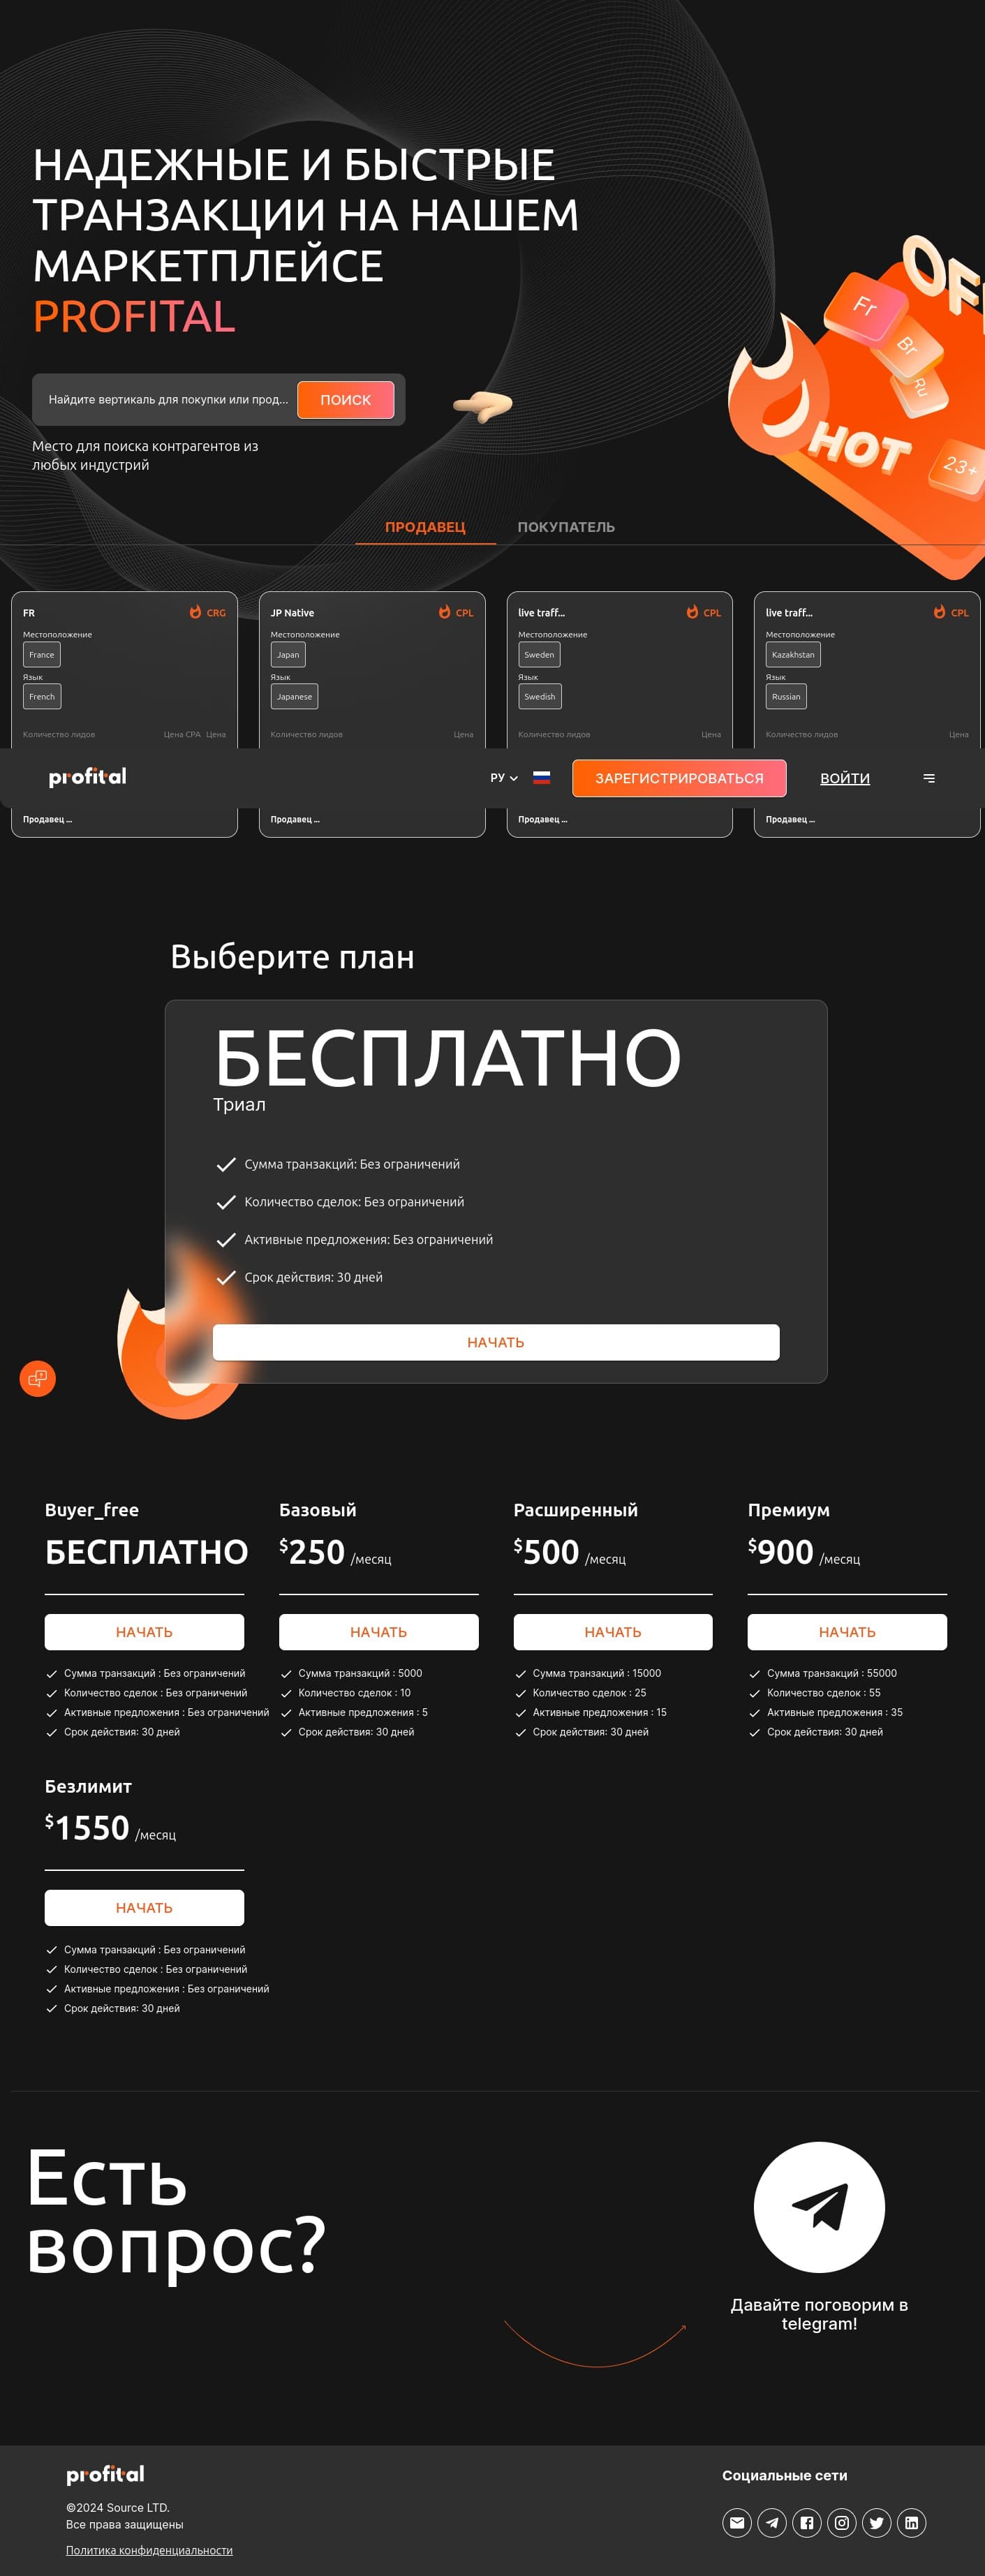 НАДЕЖНЫЕ И БЫСТРЫЕ
ТРАНЗАКЦИИ НА НАШЕМ
МАРКЕТПЛЕЙСЕ
PROFITAL
Найдите вертикаль для покупки или прод...
ПОИСК
Место для поиска контрагентов из
любых индустрий
Fr
Br
Ru
HOT
23+
ПРОДАВЕЦ ПОКУПАТЕЛЬ
FR CRG
Местоположение
France
Язык
French
Количество лидов Цена CPA Цена
JP Native CPL
Местоположение
Japan
Язык
Japanese
Количество лидов Цена
live traff... CPL
Местоположение
Sweden
Язык
Swedish
Количество лидов Цена
live traff... CPL
Местоположение
Kazakhstan
Язык
Russian
Количество лидов Цена
profital РУ ЗАРЕГИСТРИРОВАТЬСЯ ВОЙТИ
Продавец ... Продавец ... Продавец ... Продавец ...
Выберите план
БЕСПЛАТНО
Триал
Сумма транзакций: Без ограничений
Количество сделок: Без ограничений
Активные предложения: Без ограничений
Срок действия: 30 дней
НАЧАТЬ
Buyer_free
БЕСПЛАТНО
НАЧАТЬ
Сумма транзакций : Без ограничений
Количество сделок : Без ограничений
Активные предложения : Без ограничений
Срок действия: 30 дней
Базовый
$250 /месяц
НАЧАТЬ
Сумма транзакций : 5000
Количество сделок : 10
Активные предложения : 5
Срок действия: 30 дней
Расширенный
$500 /месяц
НАЧАТЬ
Сумма транзакций : 15000
Количество сделок : 25
Активные предложения : 15
Срок действия: 30 дней
Премиум
$900 /месяц
НАЧАТЬ
Сумма транзакций : 55000
Количество сделок : 55
Активные предложения : 35
Срок действия: 30 дней
Безлимит
$1550 /месяц
НАЧАТЬ
Сумма транзакций : Без ограничений
Количество сделок : Без ограничений
Активные предложения : Без ограничений
Срок действия: 30 дней
Есть
вопрос?
Давайте поговорим в
telegram!
profital
©2024 Source LTD.
Все права защищены
Политика конфиденциальности
Социальные сети